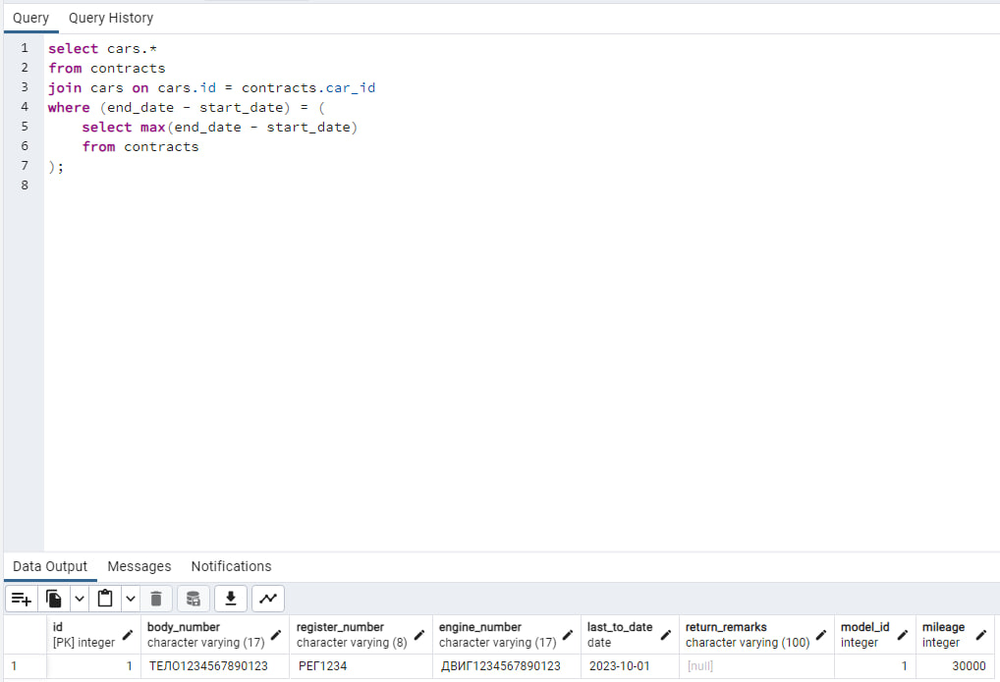 Query Query History
1 select cars.*
2 from contracts
3 join cars on cars.id = contracts.car_id
4 where (end_date - start_date) = (
5 select max(end_date - start_date)
6 from contracts
7 );
8
Data Output Messages Notifications
id body_number register_number engine_number last_to_date return_remarks model_id mileage
[PK] integer character varying (17) character varying (8) character varying (17) date character varying (100) integer integer
1 1 ТЕЛО1234567890123 РЕГ1234 ДВИГ1234567890123 2023-10-01 [null] 1 30000